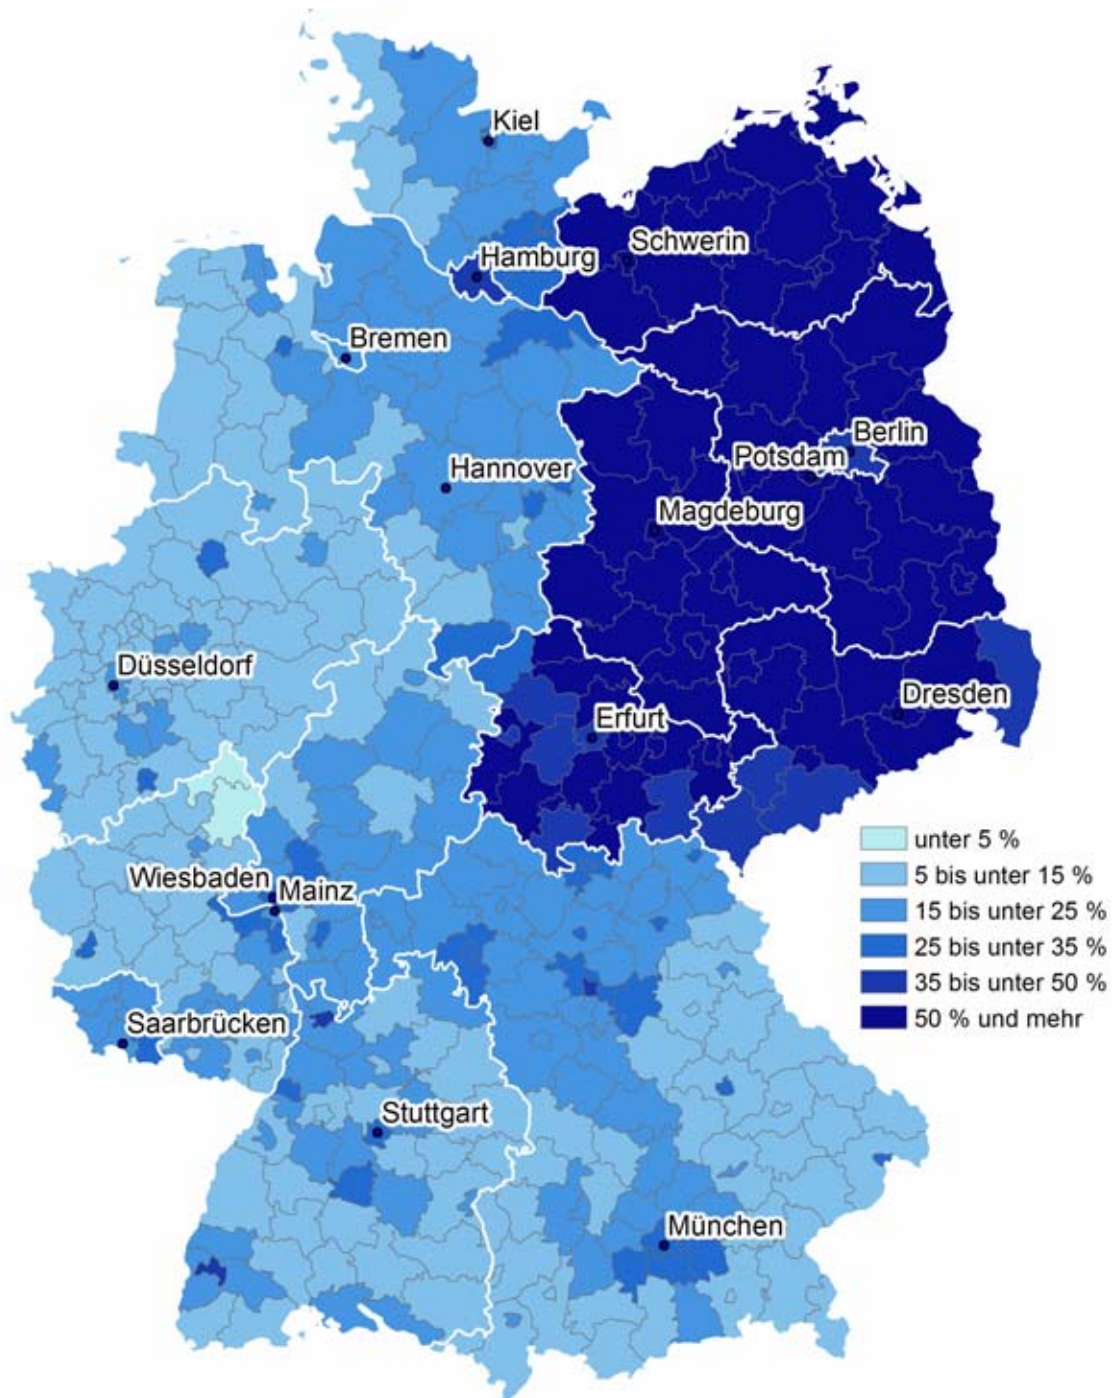 Kiel
Schwerin
Hamburg
Bremen
Berlin
Potsdam
Hannover
Magdeburg
Düsseldorf
Dresden
Erfurt
Wiesbaden
Mainz
Saarbrücken
Stuttgart
München
unter 5 %
5 bis unter 15 %
15 bis unter 25 %
25 bis unter 35 %
35 bis unter 50 %
50 % und mehr